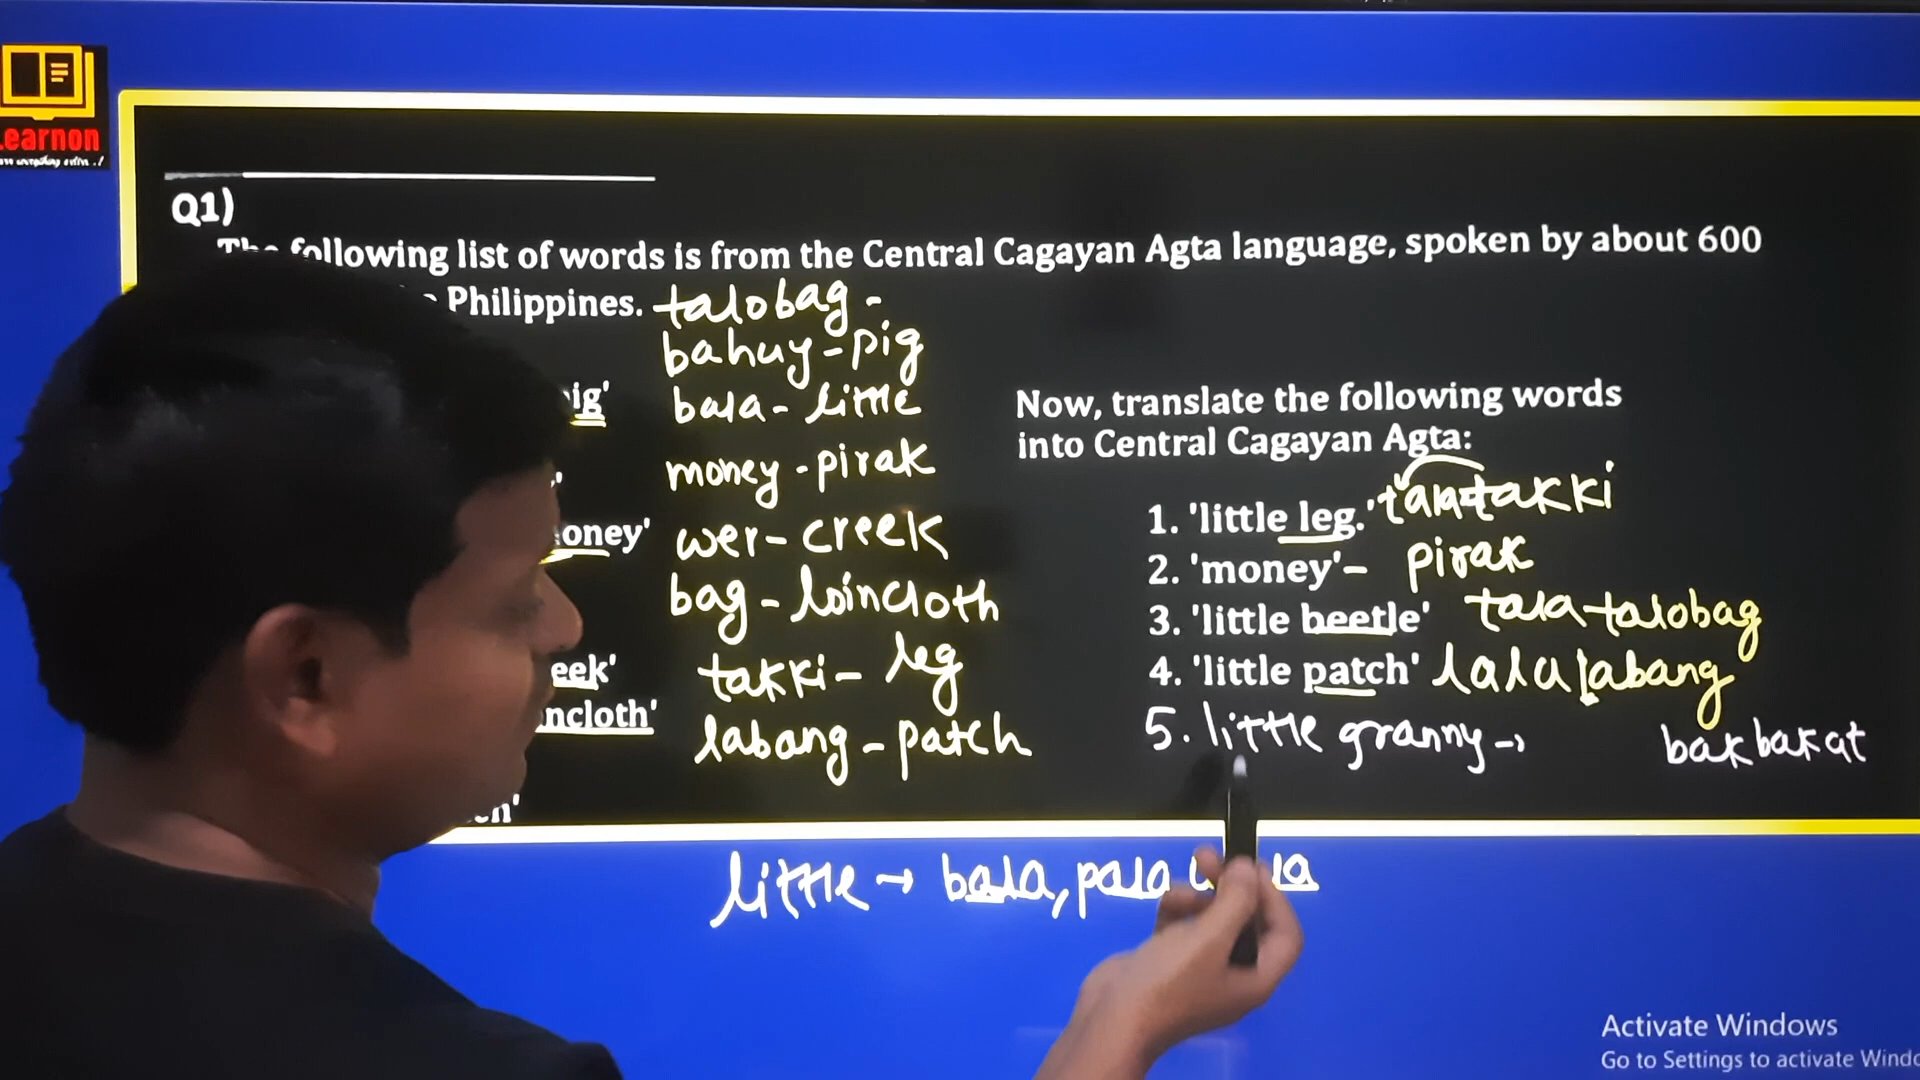 Learnon
Q1)
following list of words is from the Central Cagayan Agta language, spoken by about 600
Philippines. talobag -
bahuy - pig
bala - little
money - pirak
oney' wer - creek
bag - loincloth
eek' takki - leg
ncloth' labang - patch
Now, translate the following words
into Central Cagayan Agta:
1. 'little leg.' talatakki
2. 'money' - pirak
3. 'little beetle' tala talobag
4. 'little patch' lalalabang
5. little granny → bakbakat
little → bala, pala la
Activate Windows
Go to Settings to activate Windo